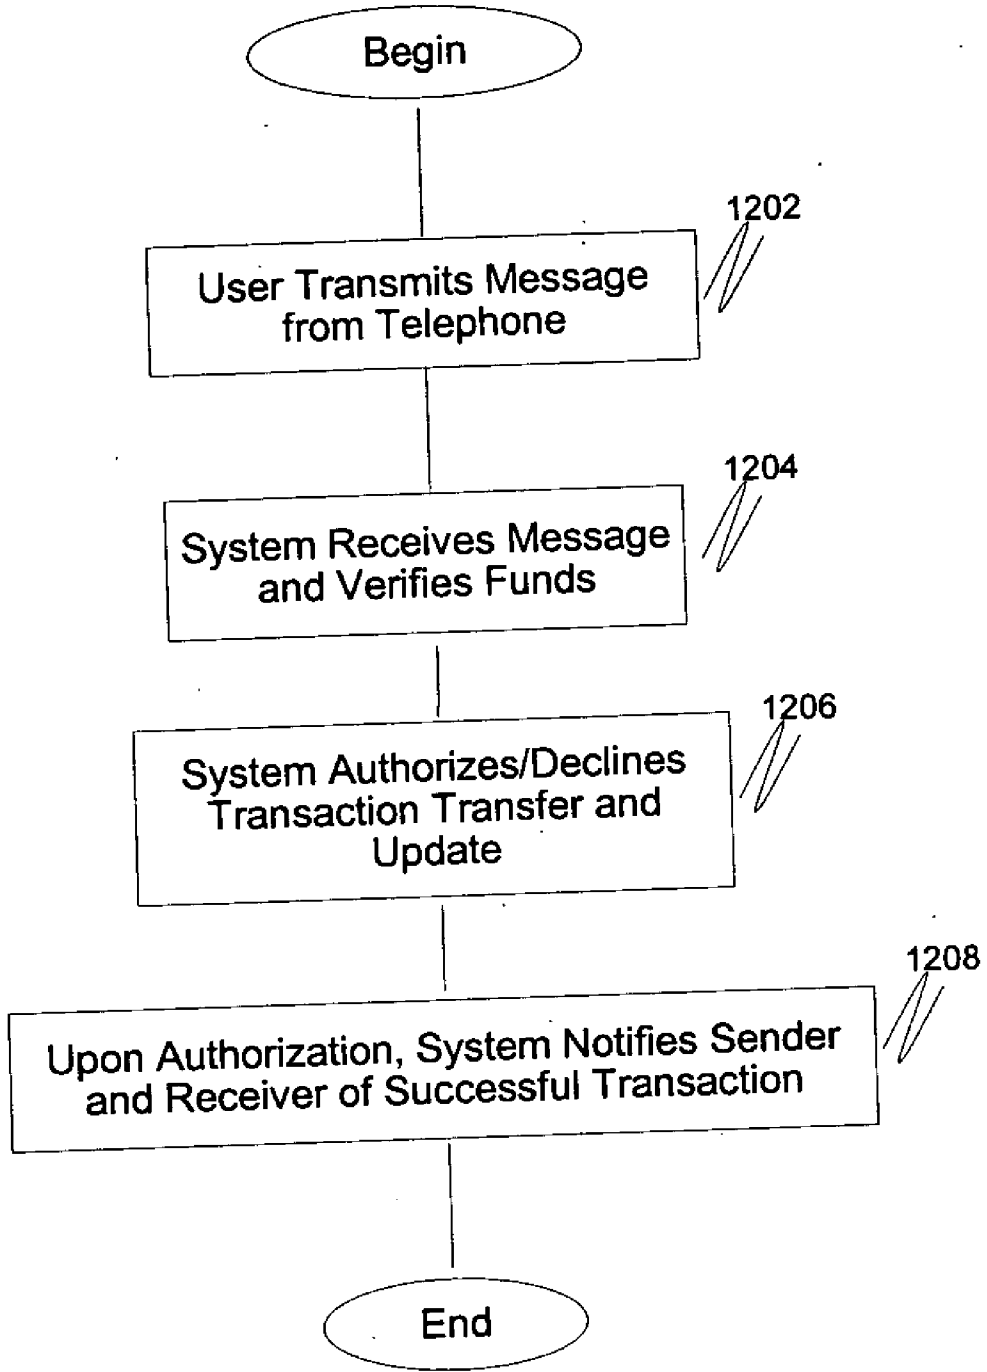 Begin
1202
User Transmits Message
from Telephone
1204
System Receives Message
and Verifies Funds
1206
System Authorizes/Declines
Transaction Transfer and
Update
1208
Upon Authorization, System Notifies Sender
and Receiver of Successful Transaction
End